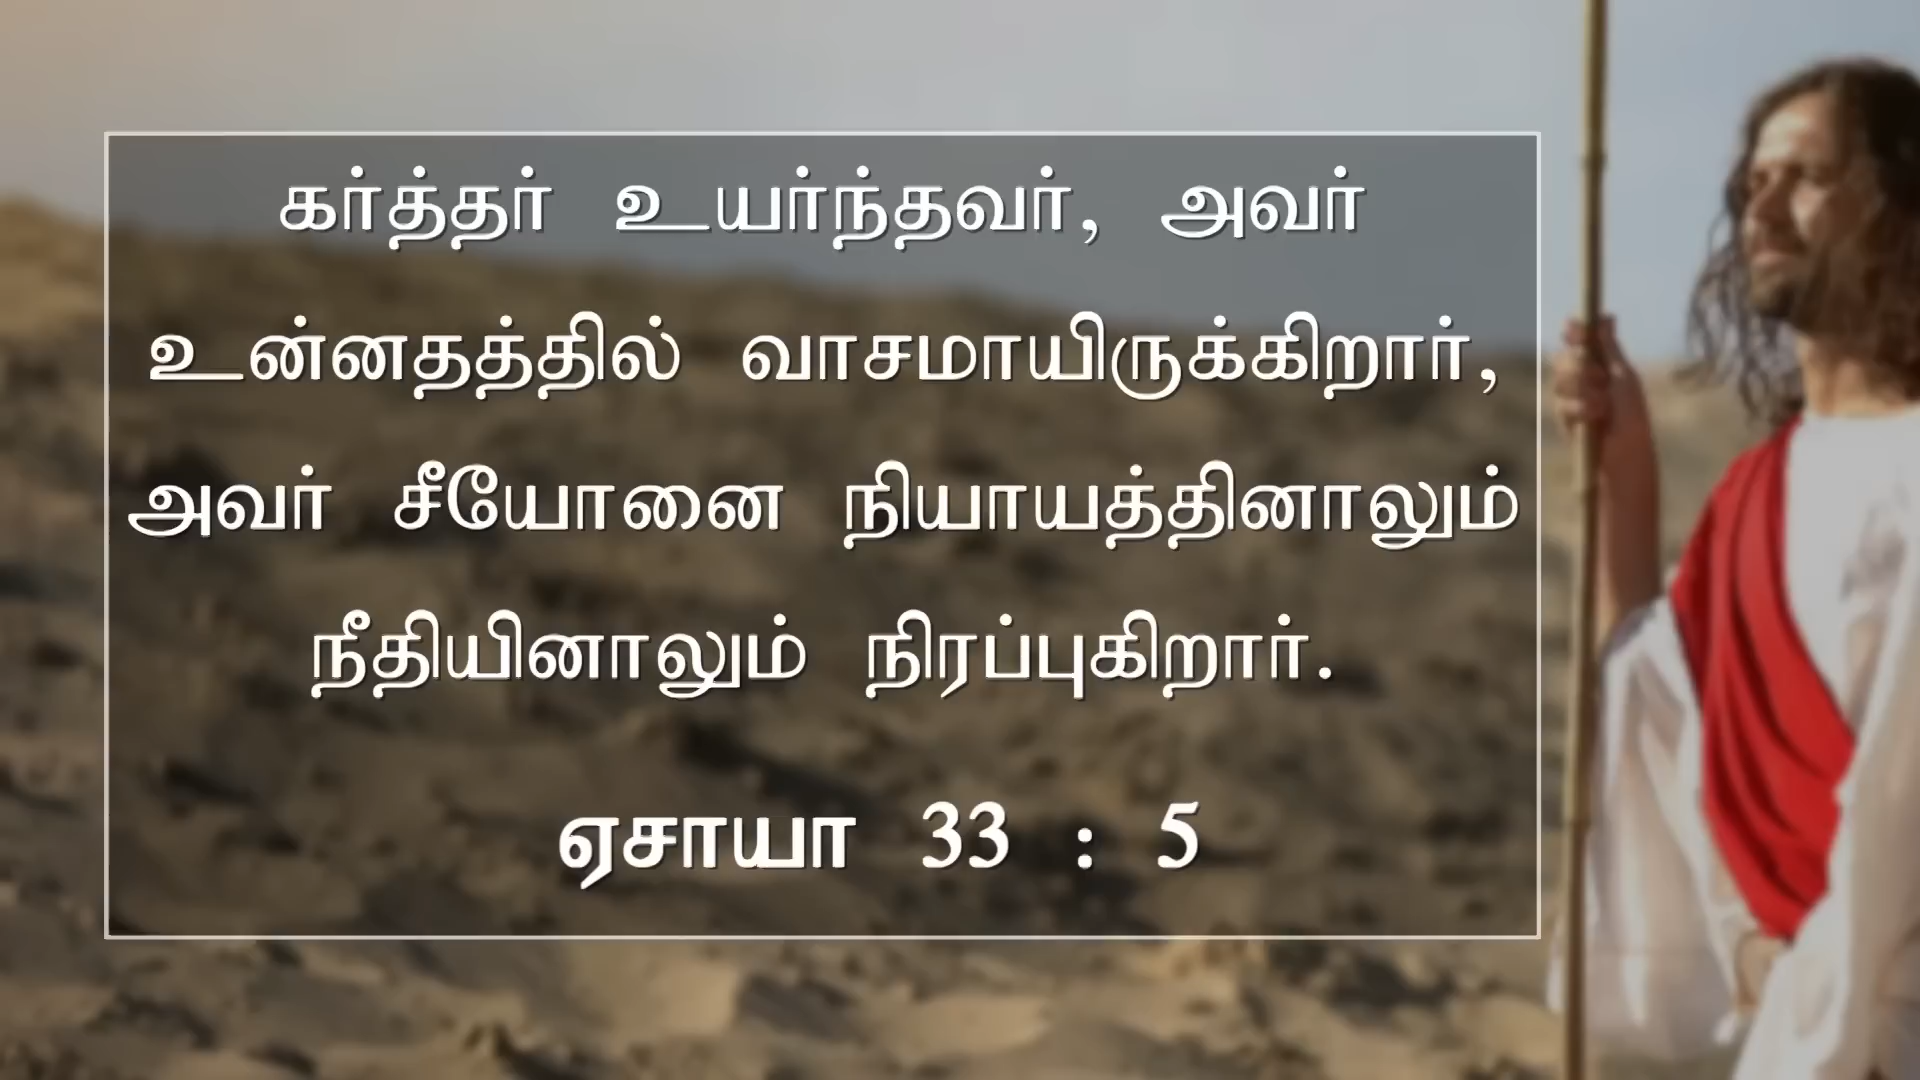 கர்த்தர் உயர்ந்தவர், அவர்
உன்னதத்தில் வாசமாயிருக்கிறார்,
அவர் சீயோனை நியாயத்தினாலும்
நீதியினாலும் நிரப்புகிறார்.
ஏசாயா 33 : 5